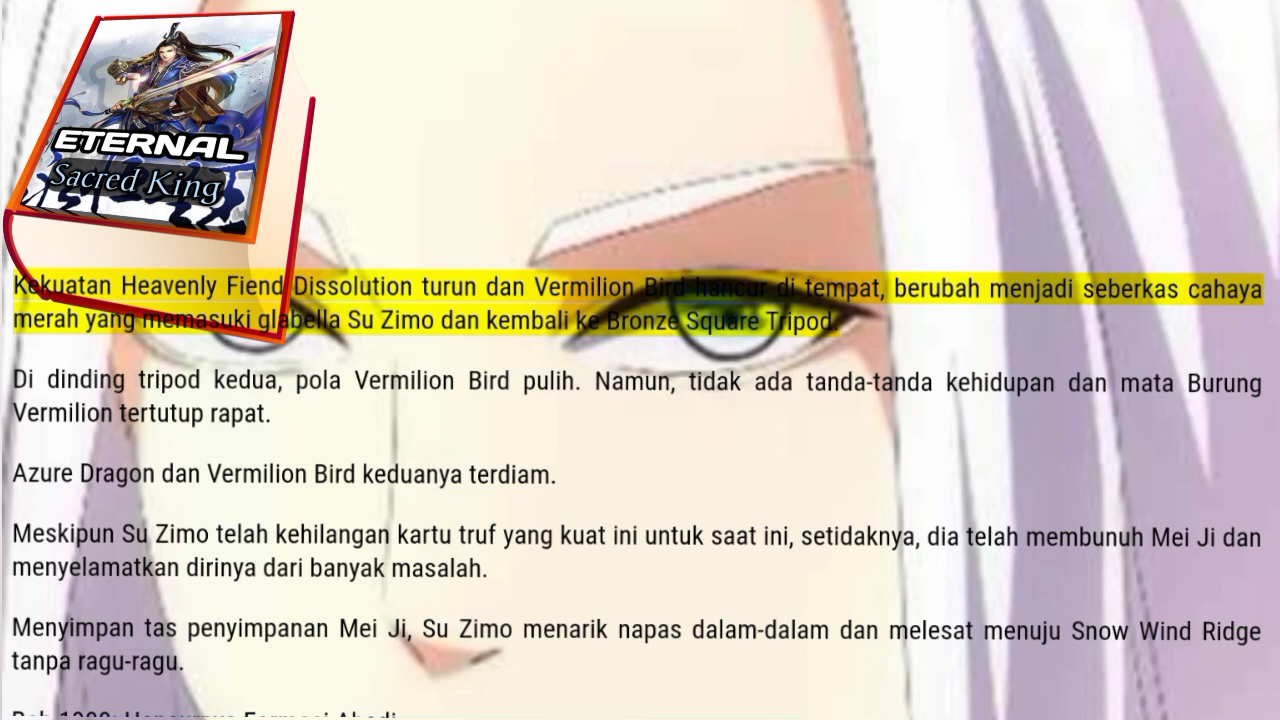 ETERNAL
Sacred King
Kekuatan Heavenly Fiend Dissolution turun dan Vermilion Bird hancur di tempat, berubah menjadi seberkas cahaya
merah yang memasuki glabella Su Zimo dan kembali ke Bronze Square Tripod.
Di dinding tripod kedua, pola Vermilion Bird pulih. Namun, tidak ada tanda-tanda kehidupan dan mata Burung
Vermilion tertutup rapat.
Azure Dragon dan Vermilion Bird keduanya terdiam.
Meskipun Su Zimo telah kehilangan kartu truf yang kuat ini untuk saat ini, setidaknya, dia telah membunuh Mei Ji dan
menyelamatkan dirinya dari banyak masalah.
Menyimpan tas penyimpanan Mei Ji, Su Zimo menarik napas dalam-dalam dan melesat menuju Snow Wind Ridge
tanpa ragu-ragu.